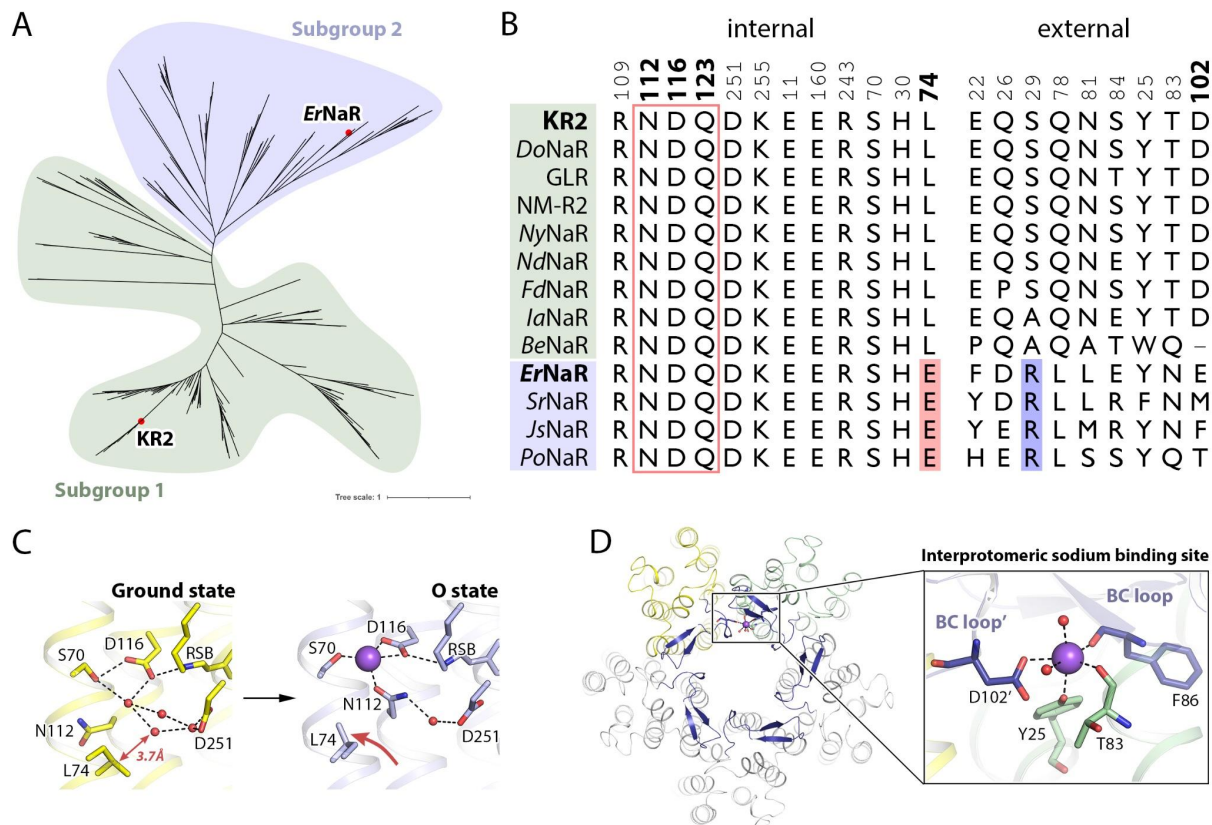 A
Subgroup 2
ErNaR
KR2
Subgroup 1
Tree scale: 1
B
internal external
109 112 116 123 251 255 11 160 243 70 30 74 22 26 29 78 81 84 25 83 102
KR2 R N D Q D K E E R S H L E Q S Q N S Y T D
DoNaR R N D Q D K E E R S H L E Q S Q N S Y T D
GLR R N D Q D K E E R S H L E Q S Q N T Y T D
NM-R2 R N D Q D K E E R S H L E Q S Q N S Y T D
NyNaR R N D Q D K E E R S H L E Q S Q N S Y T D
NdNaR R N D Q D K E E R S H L E Q S Q N E Y T D
FdNaR R N D Q D K E E R S H L E P S Q N S Y T D
IaNaR R N D Q D K E E R S H L E Q A Q N E Y T D
BeNaR R N D Q D K E E R S H L P Q A Q A T W Q –
ErNaR R N D Q D K E E R S H E F D R L L E Y N E
SrNaR R N D Q D K E E R S H E Y D R L L R F N M
JsNaR R N D Q D K E E R S H E Y E R L M R Y N F
PoNaR R N D Q D K E E R S H E H E R L S S Y Q T
C
Ground state
D116
S70
RSB
N112
D251
L74
3.7Å
O state
D116
S70
RSB
N112
L74
D251
D
Interprotomeric sodium binding site
BC loop
BC loop'
D102'
F86
Y25
T83